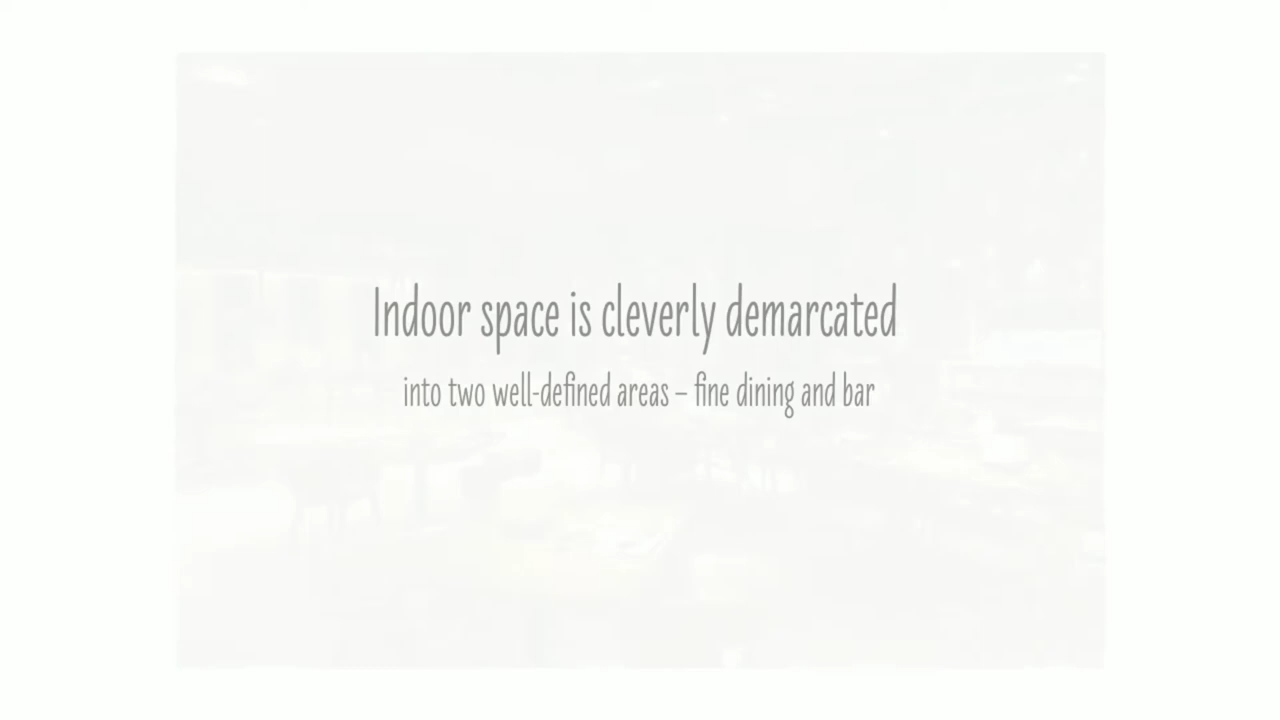 Indoor space is cleverly demarcated
into two well-defined areas – fine dining and bar